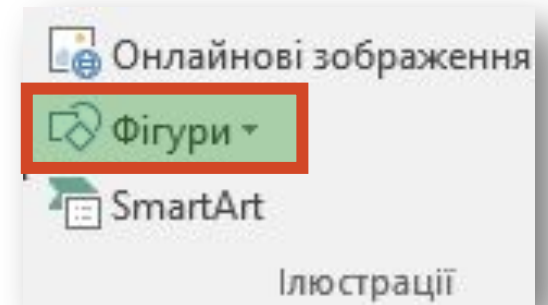 Онлайнові зображення
Фігури
SmartArt
Ілюстрації